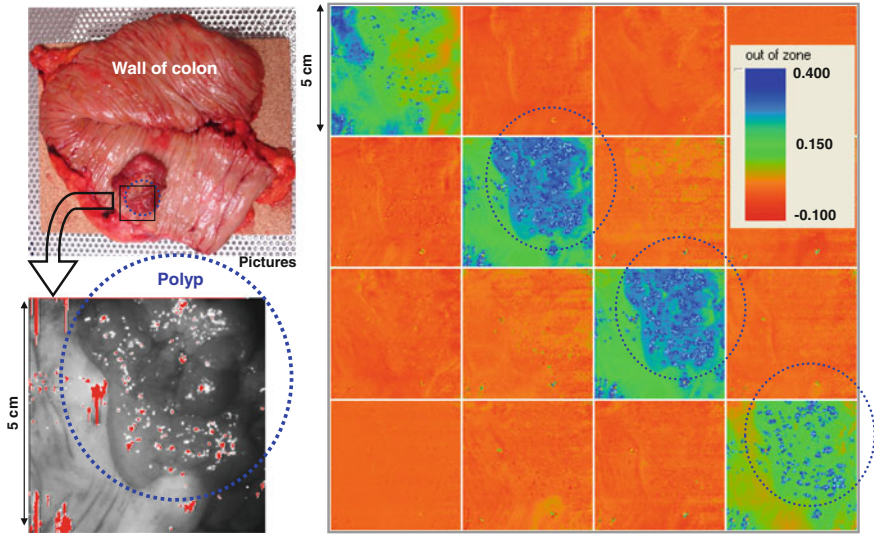 Wall of colon
Pictures
Polyp
5 cm
5 cm
out of zone
0.400
0.150
-0.100